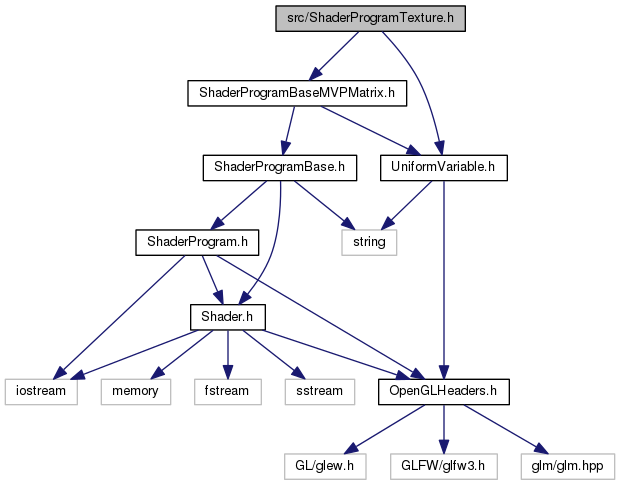 src/ShaderProgramTexture.h
ShaderProgramBaseMVPMatrix.h
ShaderProgramBase.h
UniformVariable.h
ShaderProgram.h
string
Shader.h
iostream
memory
fstream
sstream
OpenGLHeaders.h
GL/glew.h
GLFW/glfw3.h
glm/glm.hpp